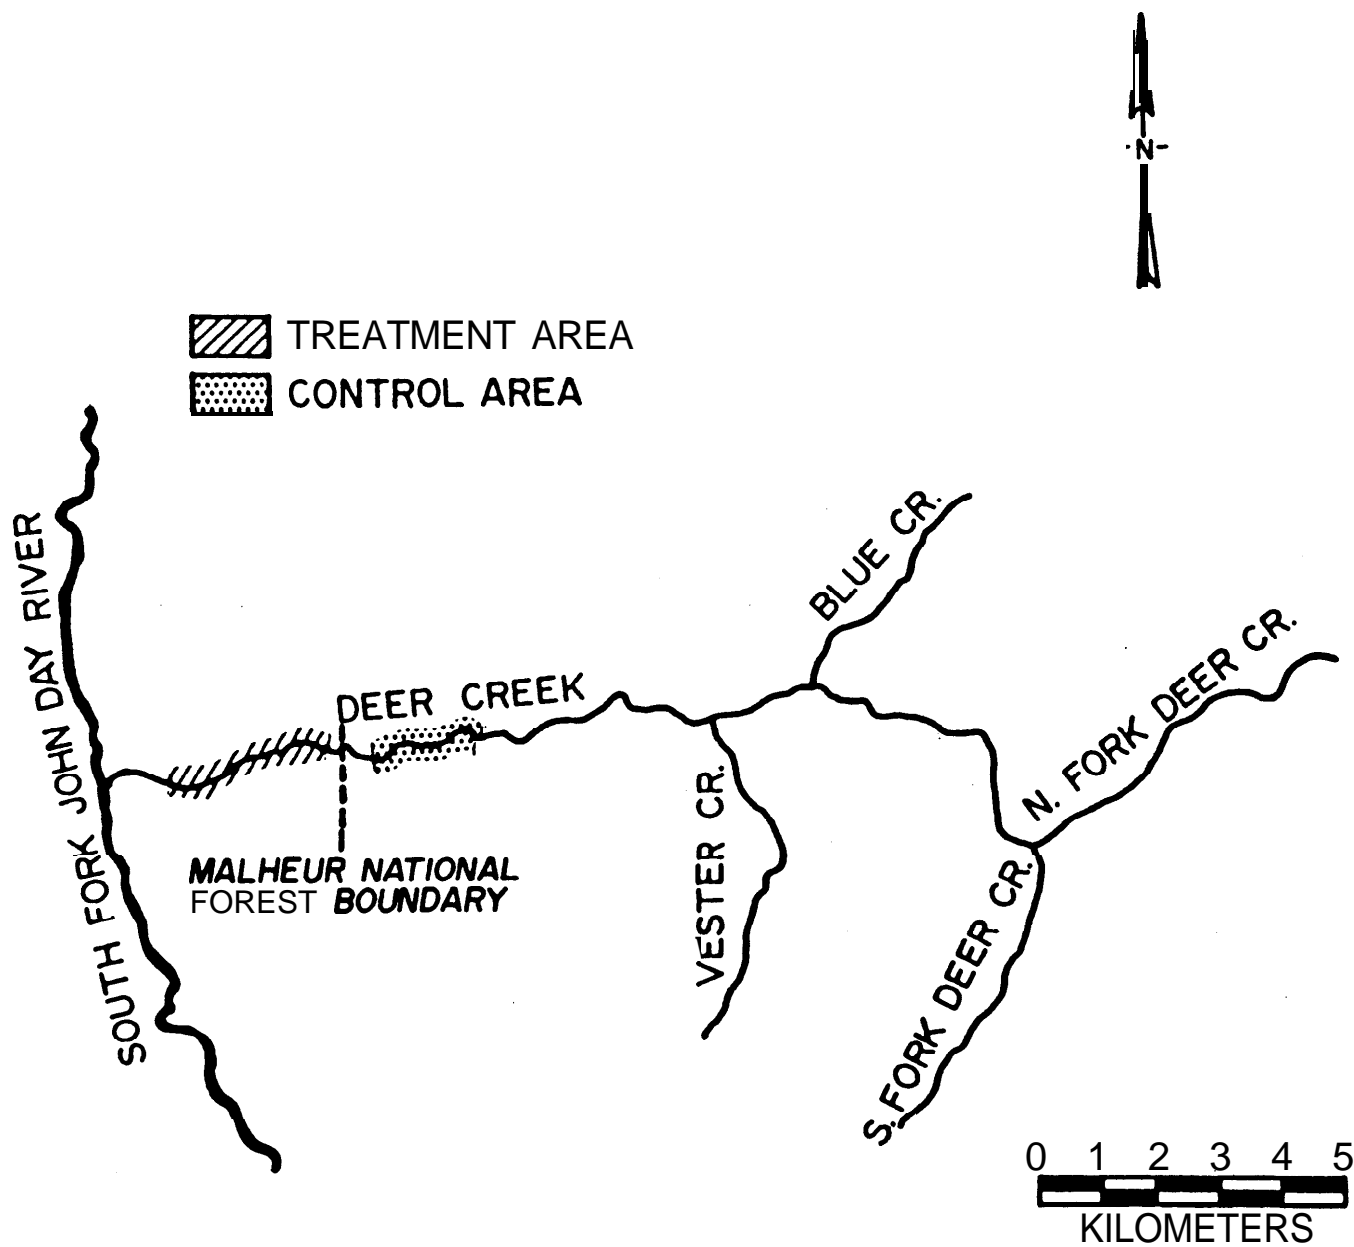 N
TREATMENT AREA
CONTROL AREA
SOUTH FORK JOHN DAY RIVER
DEER CREEK
BLUE CR.
N. FORK DEER CR.
VESTER CR.
S. FORK DEER CR.
MALHEUR NATIONAL
FOREST BOUNDARY
0 1 2 3 4 5
KILOMETERS